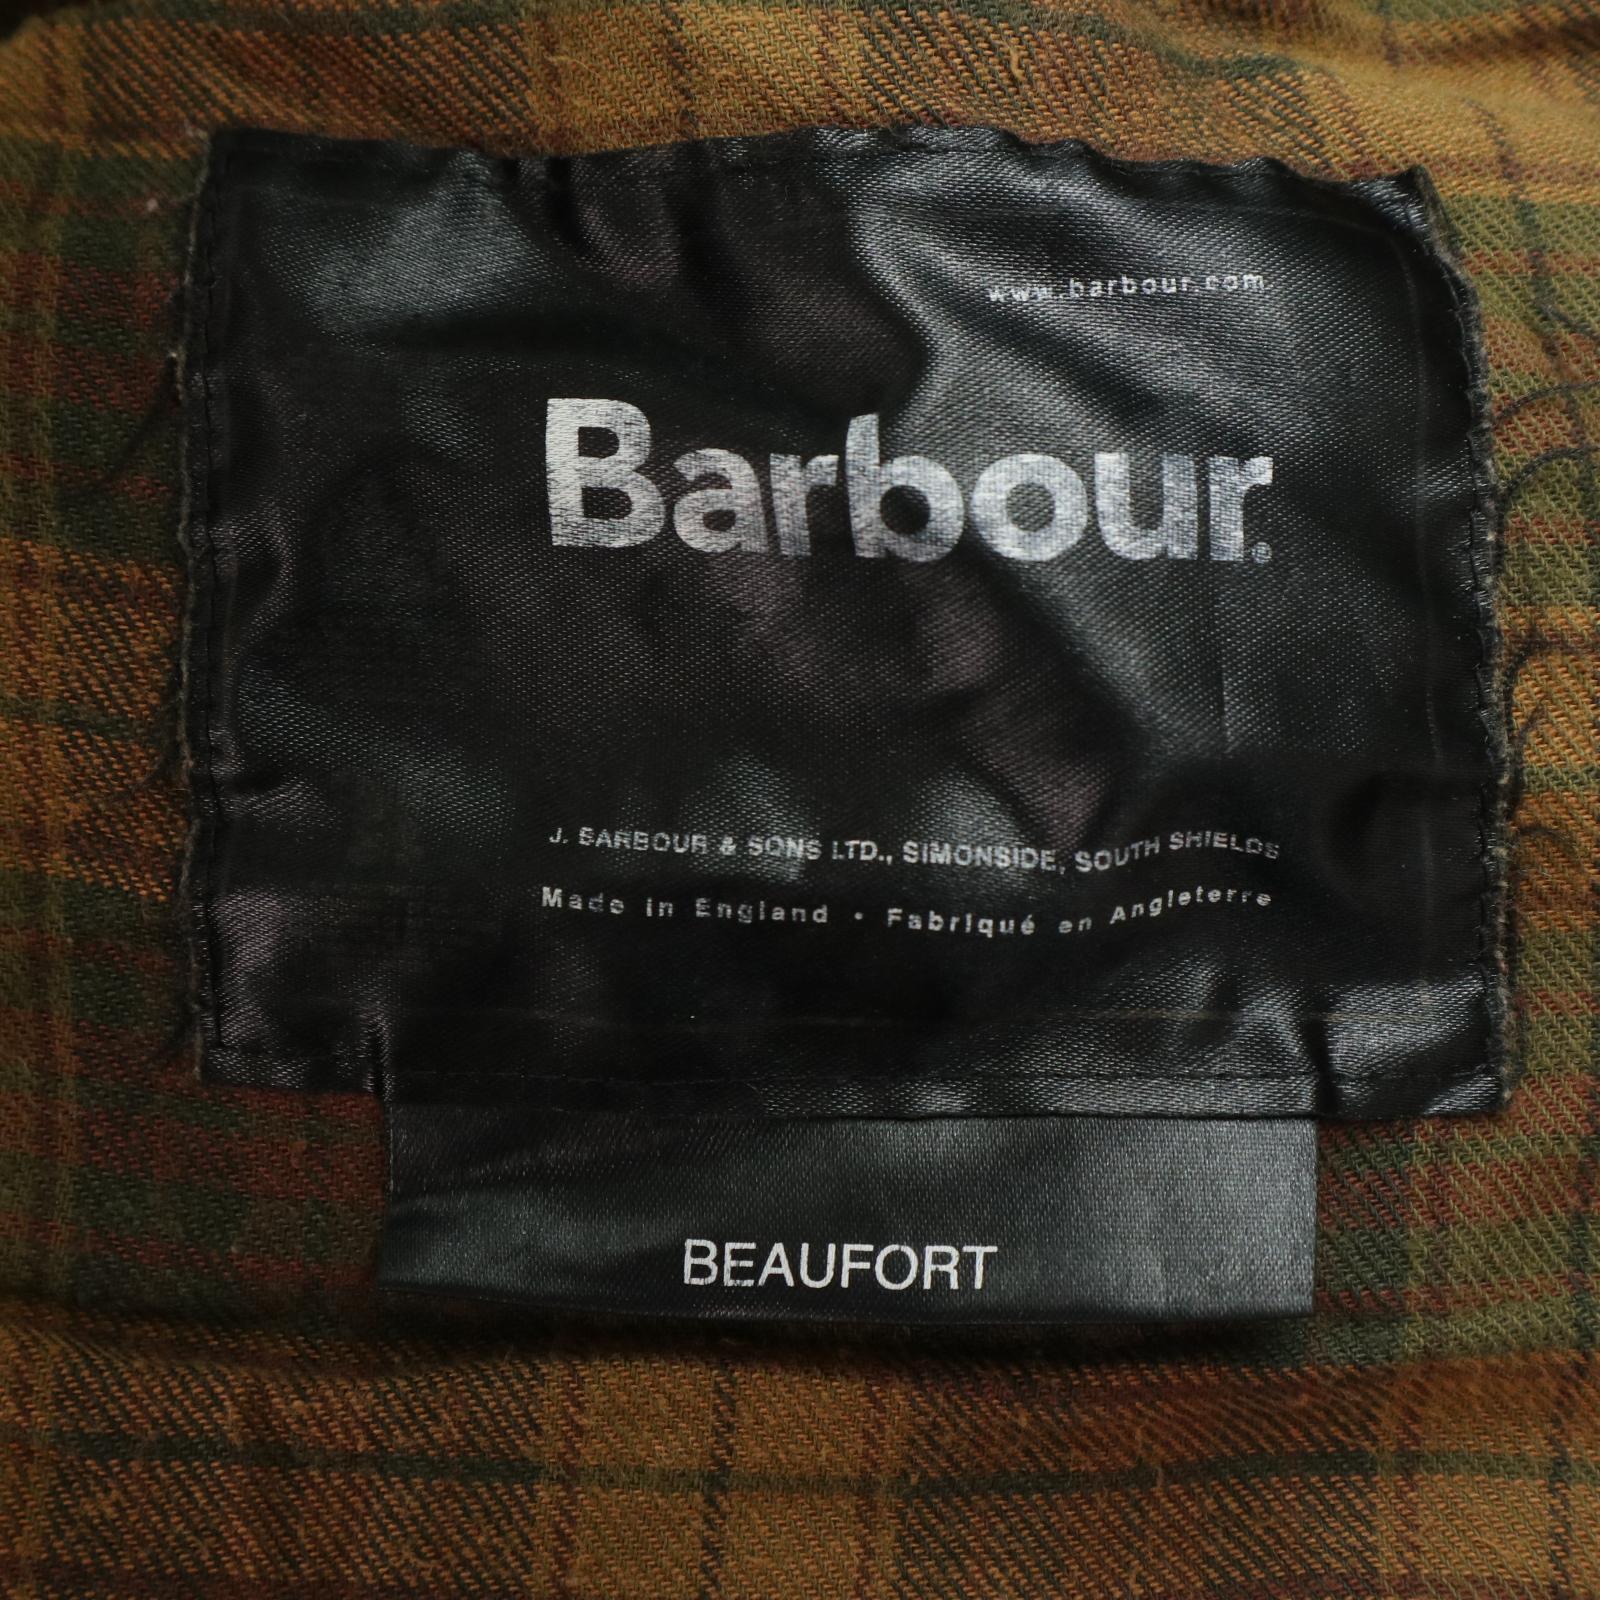 www.barbour.com
Barbour®
J. BARBOUR & SONS LTD., SIMONSIDE, SOUTH SHIELDS
Made in England • Fabriqué en Angleterre
BEAUFORT